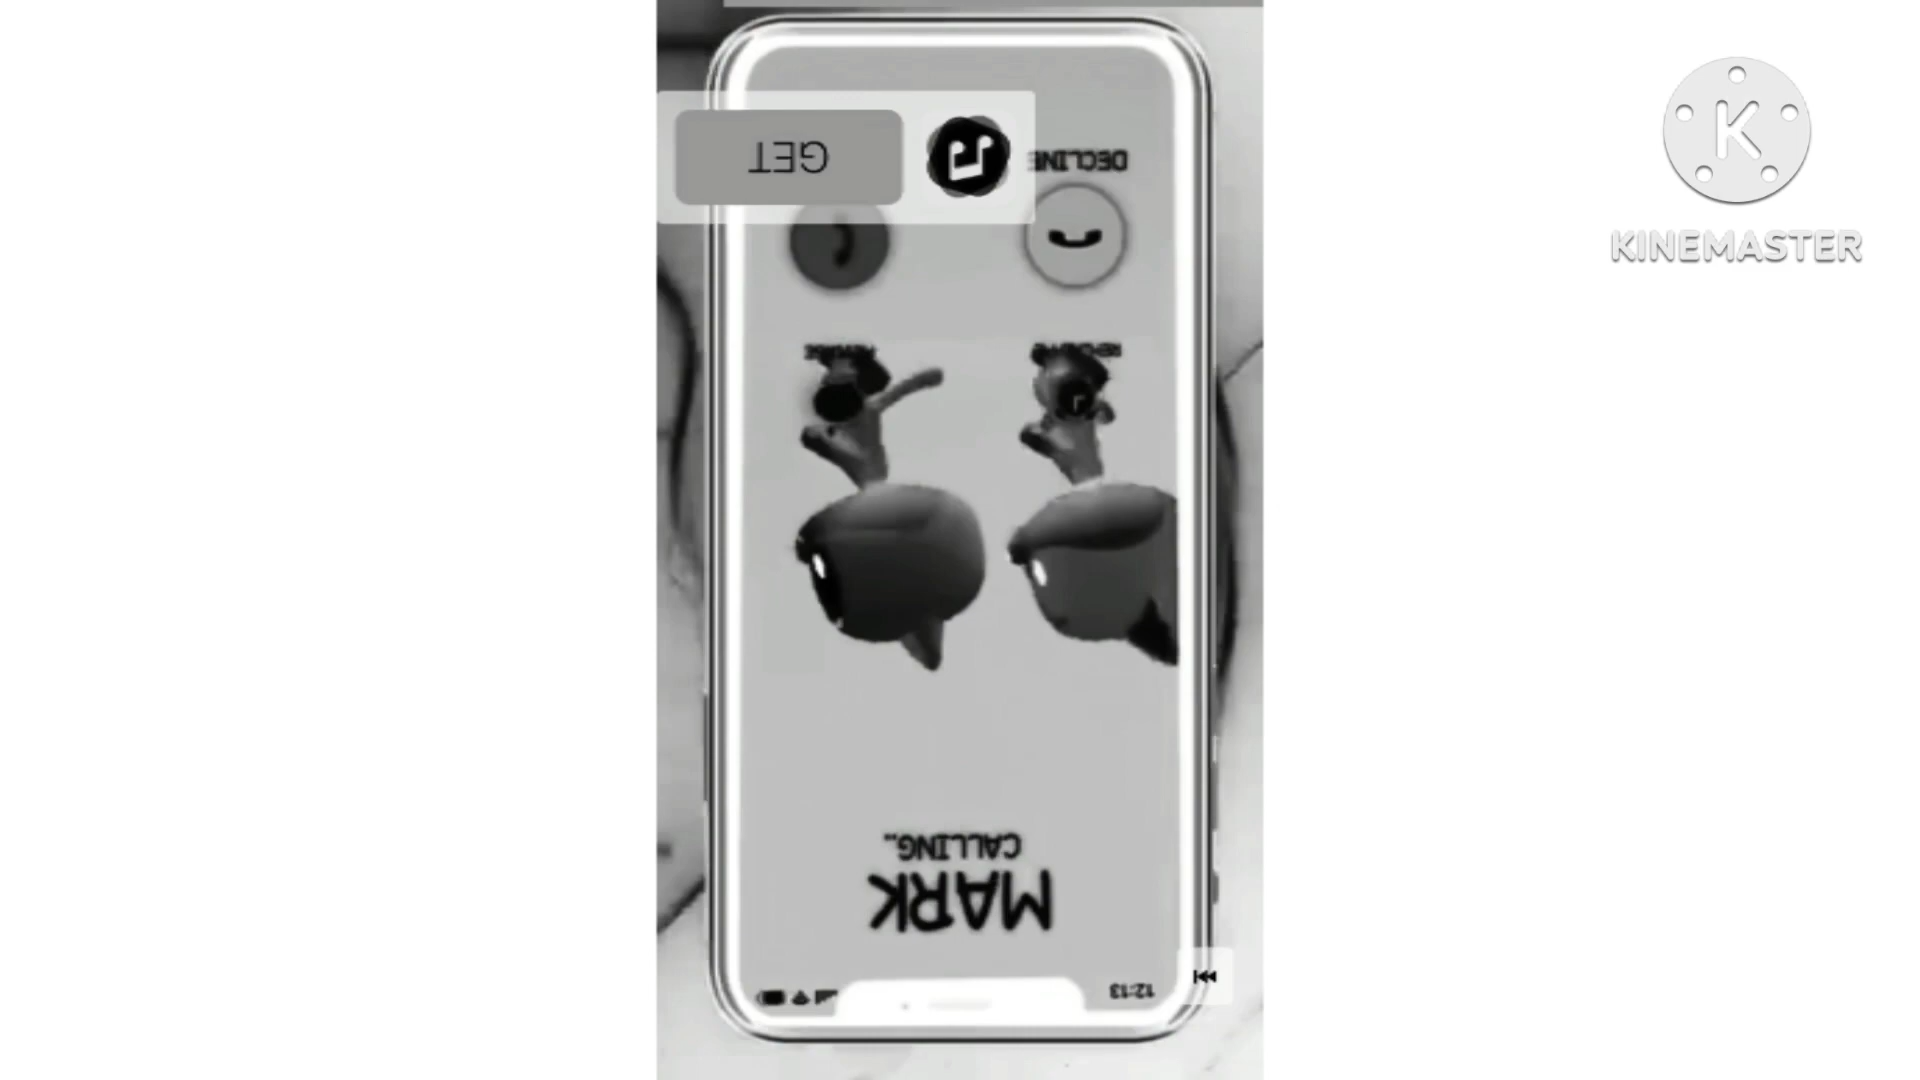 GET
DECLINE
KINEMASTER
CALLING..
MARK
12:13